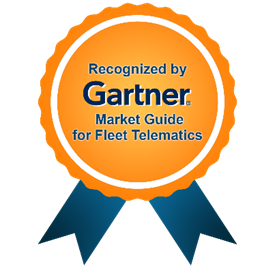 Recognized by
Gartner®
Market Guide
for Fleet Telematics